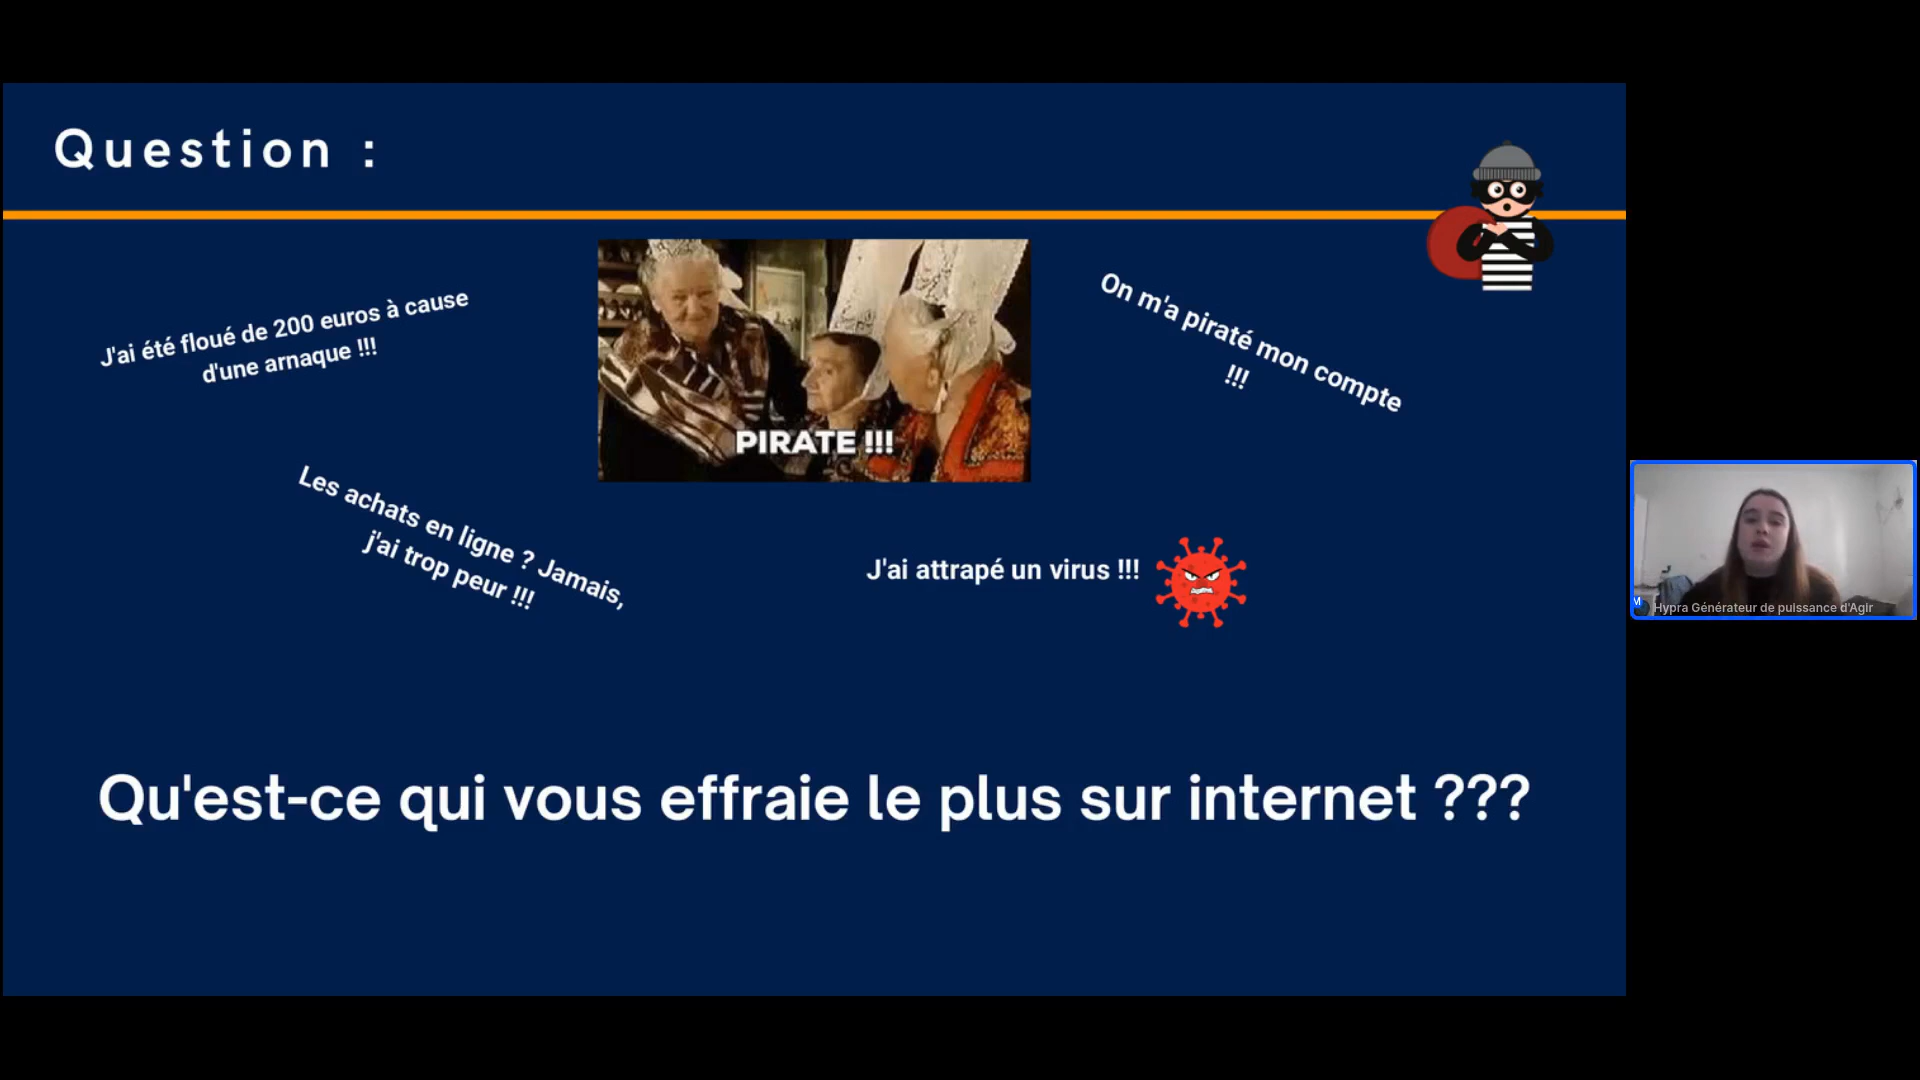 Question :
J'ai été floué de 200 euros à cause
d'une arnaque !!!
PIRATE !!!
On m'a piraté mon compte
!!!
Les achats en ligne ? Jamais,
j'ai trop peur !!!
J'ai attrapé un virus !!!
Qu'est-ce qui vous effraie le plus sur internet ???
M
Hypra Générateur de puissance d'Agir